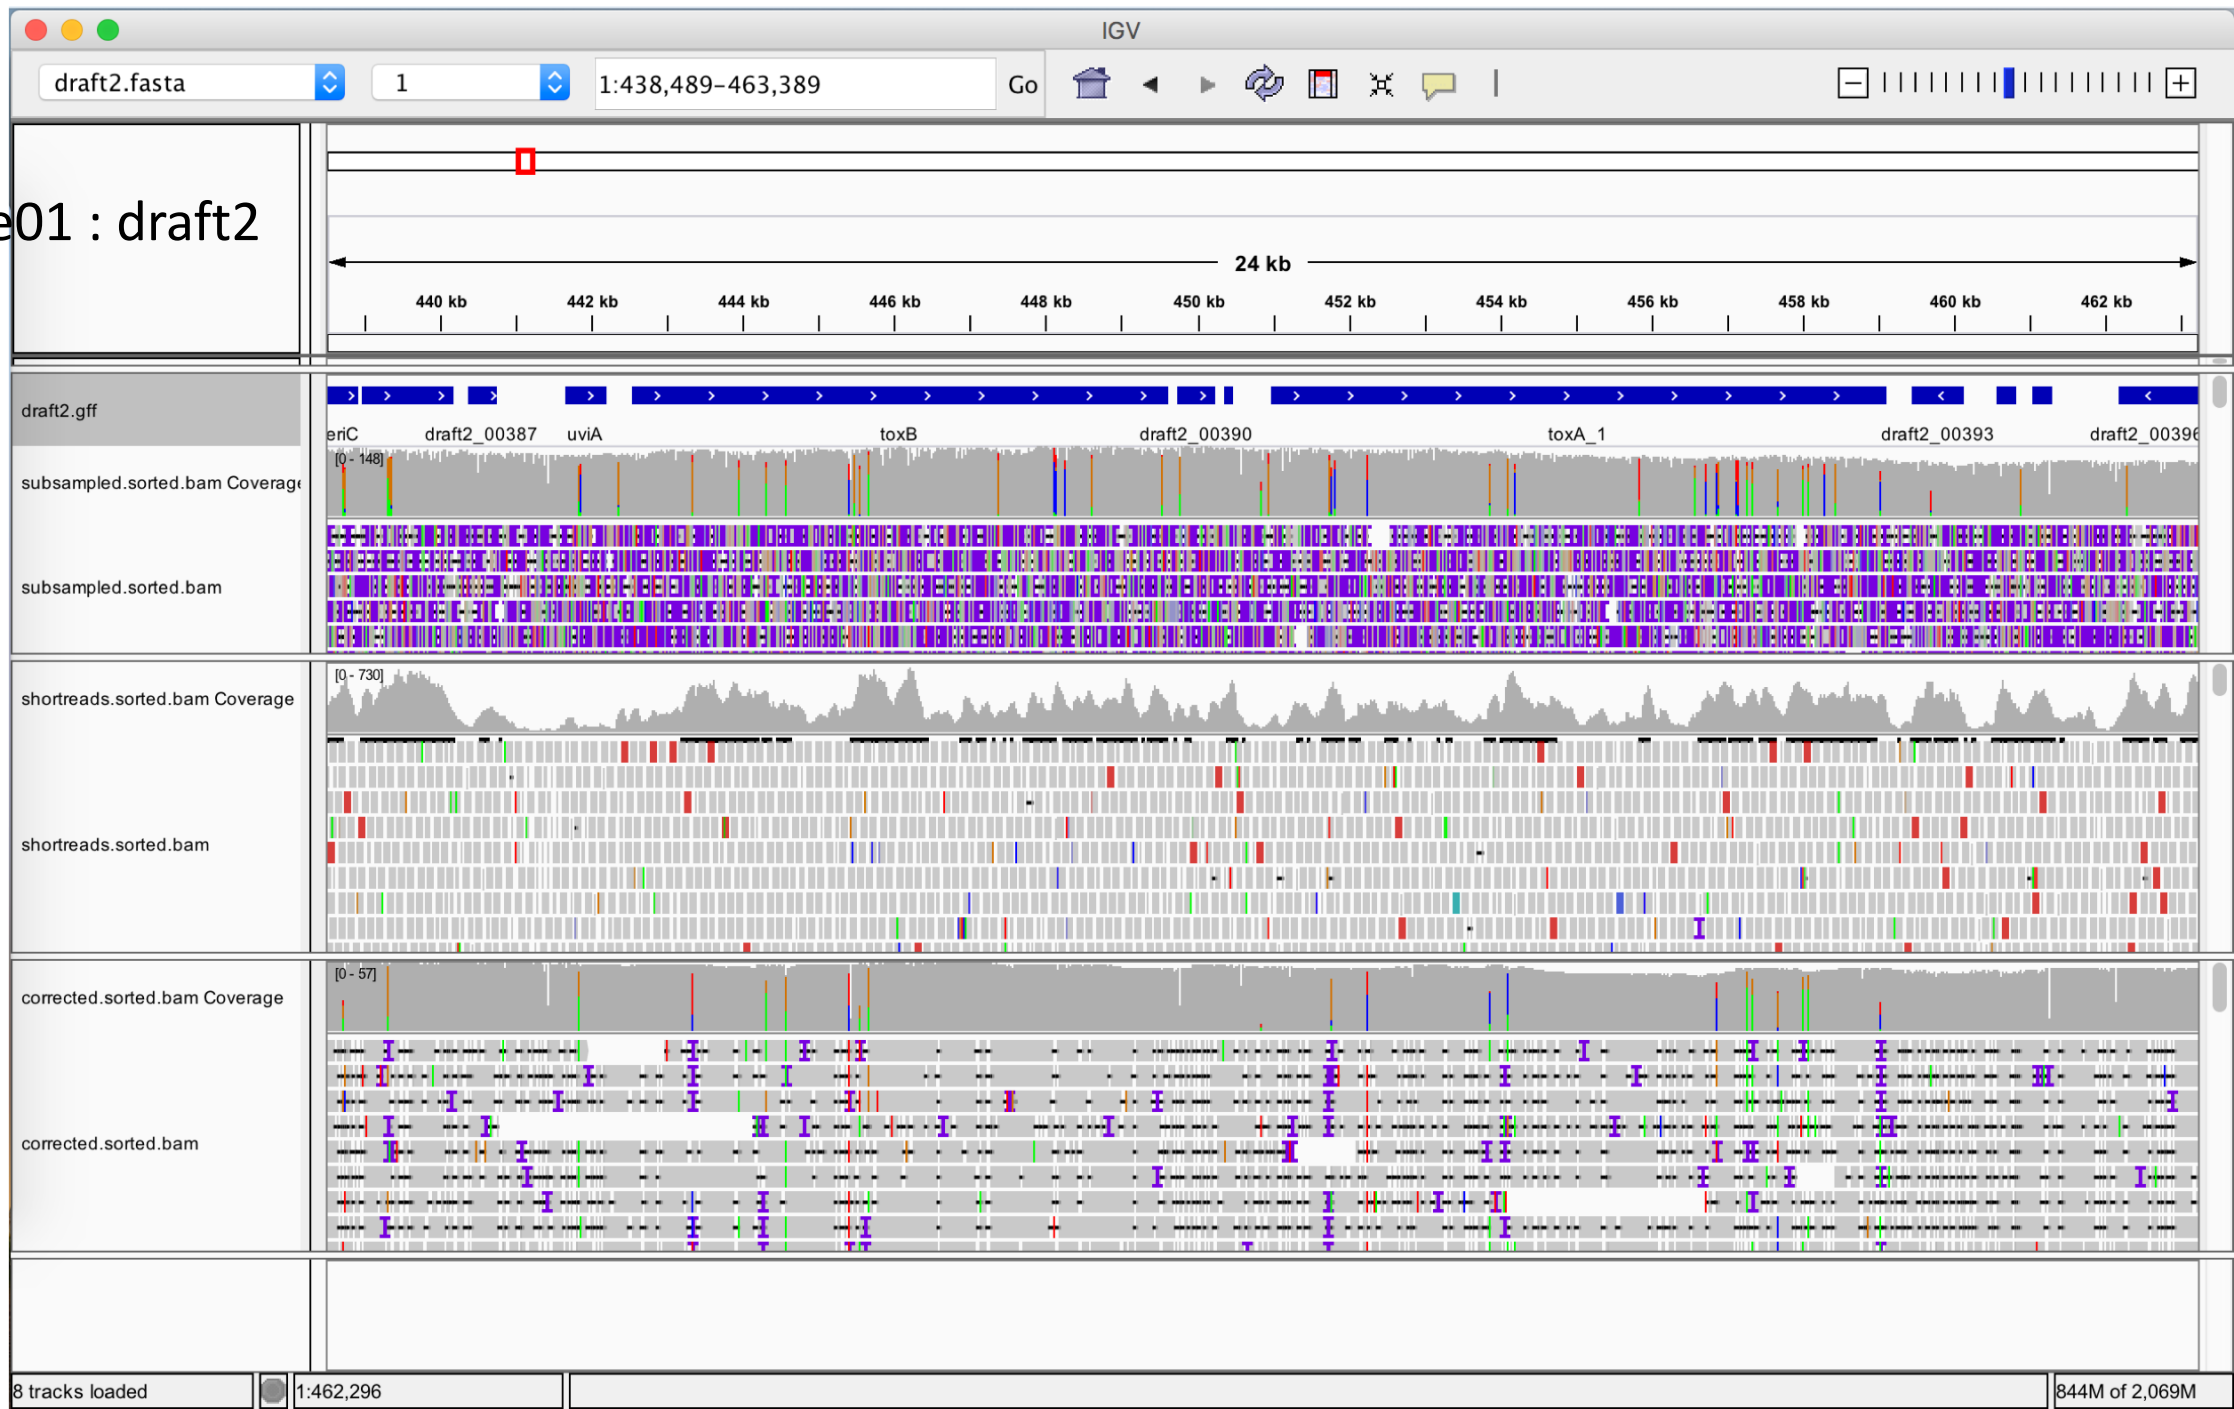 IGV
draft2.fasta 1 1:438,489-463,389 Go
e01 : draft2
24 kb
440 kb 442 kb 444 kb 446 kb 448 kb 450 kb 452 kb 454 kb 456 kb 458 kb 460 kb 462 kb
draft2.gff
eriC draft2_00387 uviA toxB draft2_00390 toxA_1 draft2_00393 draft2_00396
[0 - 148]
subsampled.sorted.bam Coverage
subsampled.sorted.bam
[0 - 730]
shortreads.sorted.bam Coverage
shortreads.sorted.bam
[0 - 57]
corrected.sorted.bam Coverage
corrected.sorted.bam
8 tracks loaded 1:462,296 844M of 2,069M